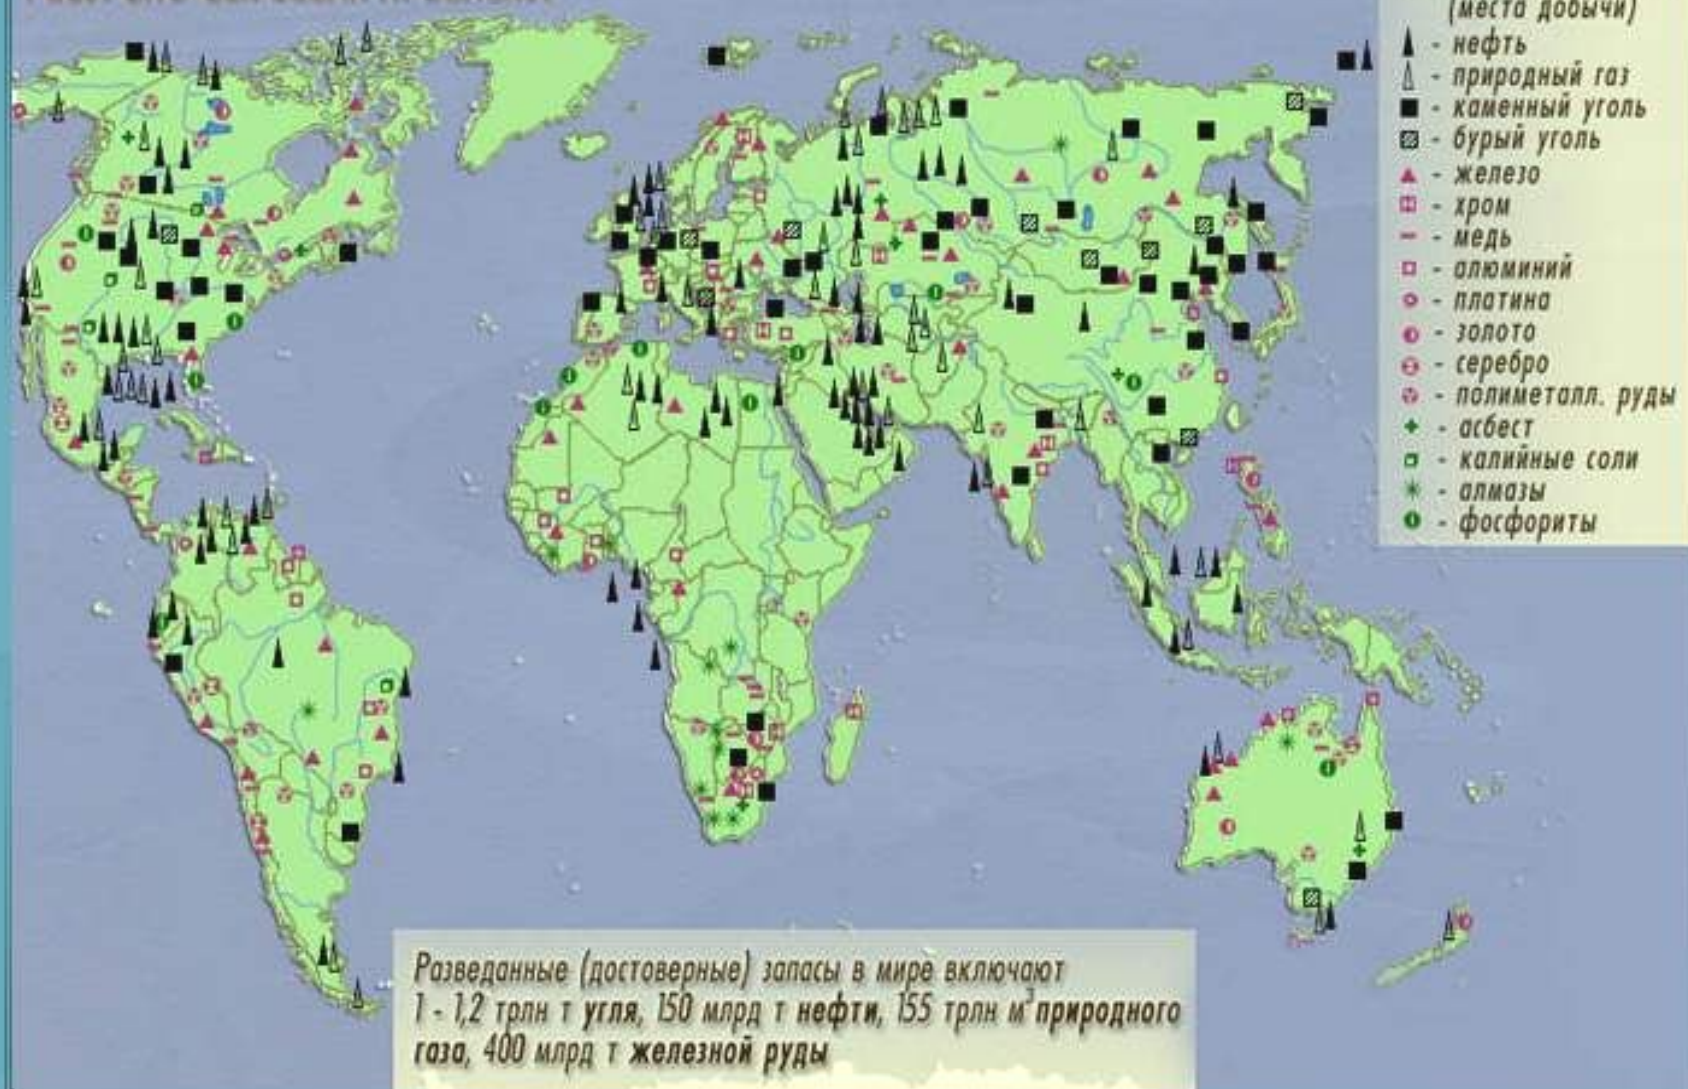 (места добычи)
- нефть
- природный газ
- каменный уголь
- бурый уголь
- железо
- хром
- медь
- алюминий
- платина
- золото
- серебро
- полиметалл. руды
- асбест
- калийные соли
- алмазы
- фосфориты
Разведанные (достоверные) запасы в мире включают
1 - 1,2 трлн т угля, 150 млрд т нефти, 155 трлн м³ природного
газа, 400 млрд т железной руды